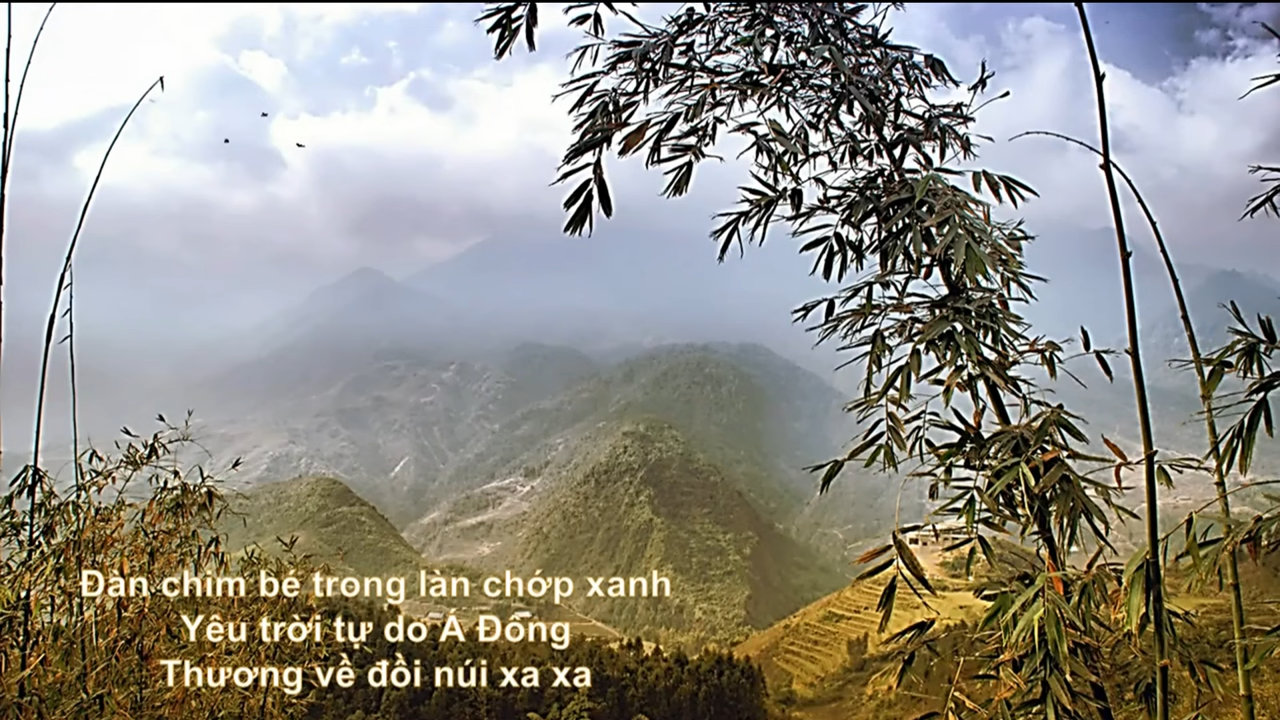 Đàn chim bé trong làn chớp xanh
Yêu trời tự do Á Đông
Thương về đồi núi xa xa